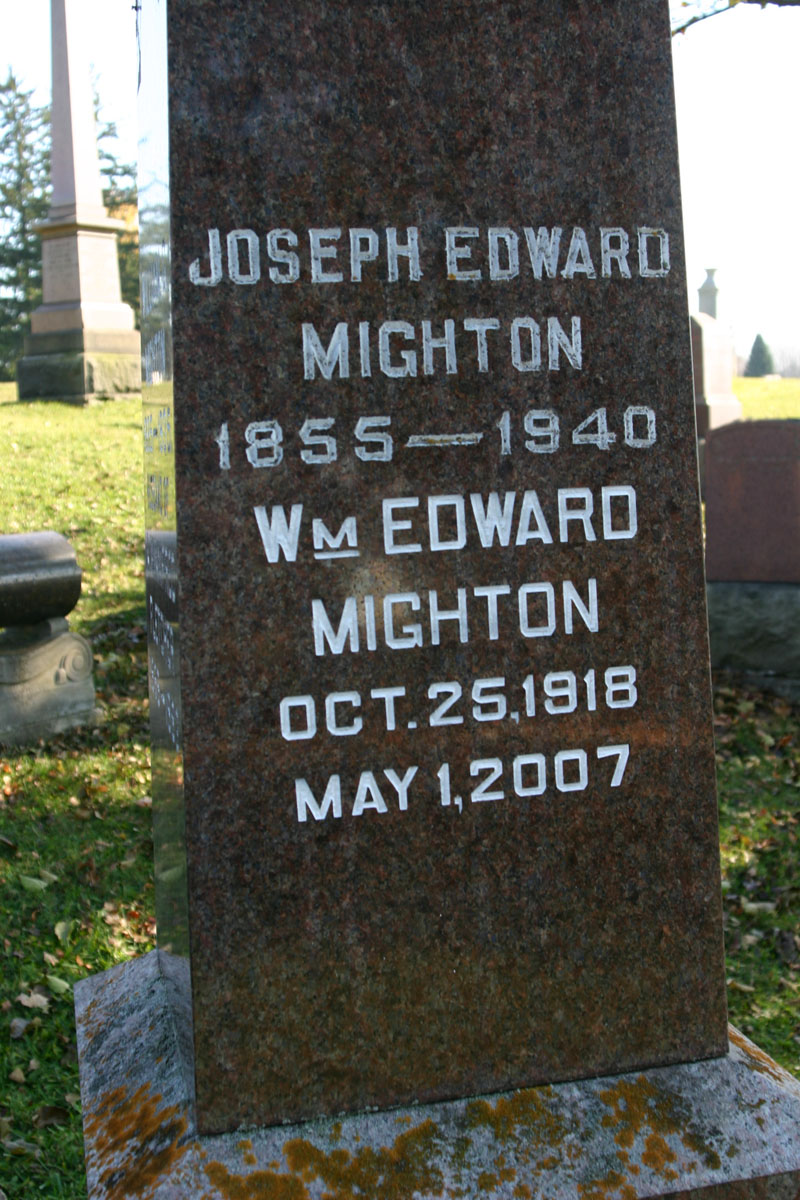 JOSEPH EDWARD
MIGHTON
1855—1940
WM EDWARD
MIGHTON
OCT. 25, 1918
MAY 1, 2007